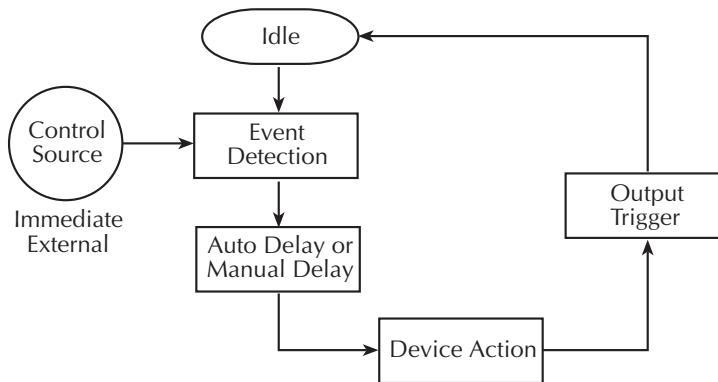 Idle
Control
Source
Immediate
External
Event
Detection
Auto Delay or
Manual Delay
Device Action
Output
Trigger